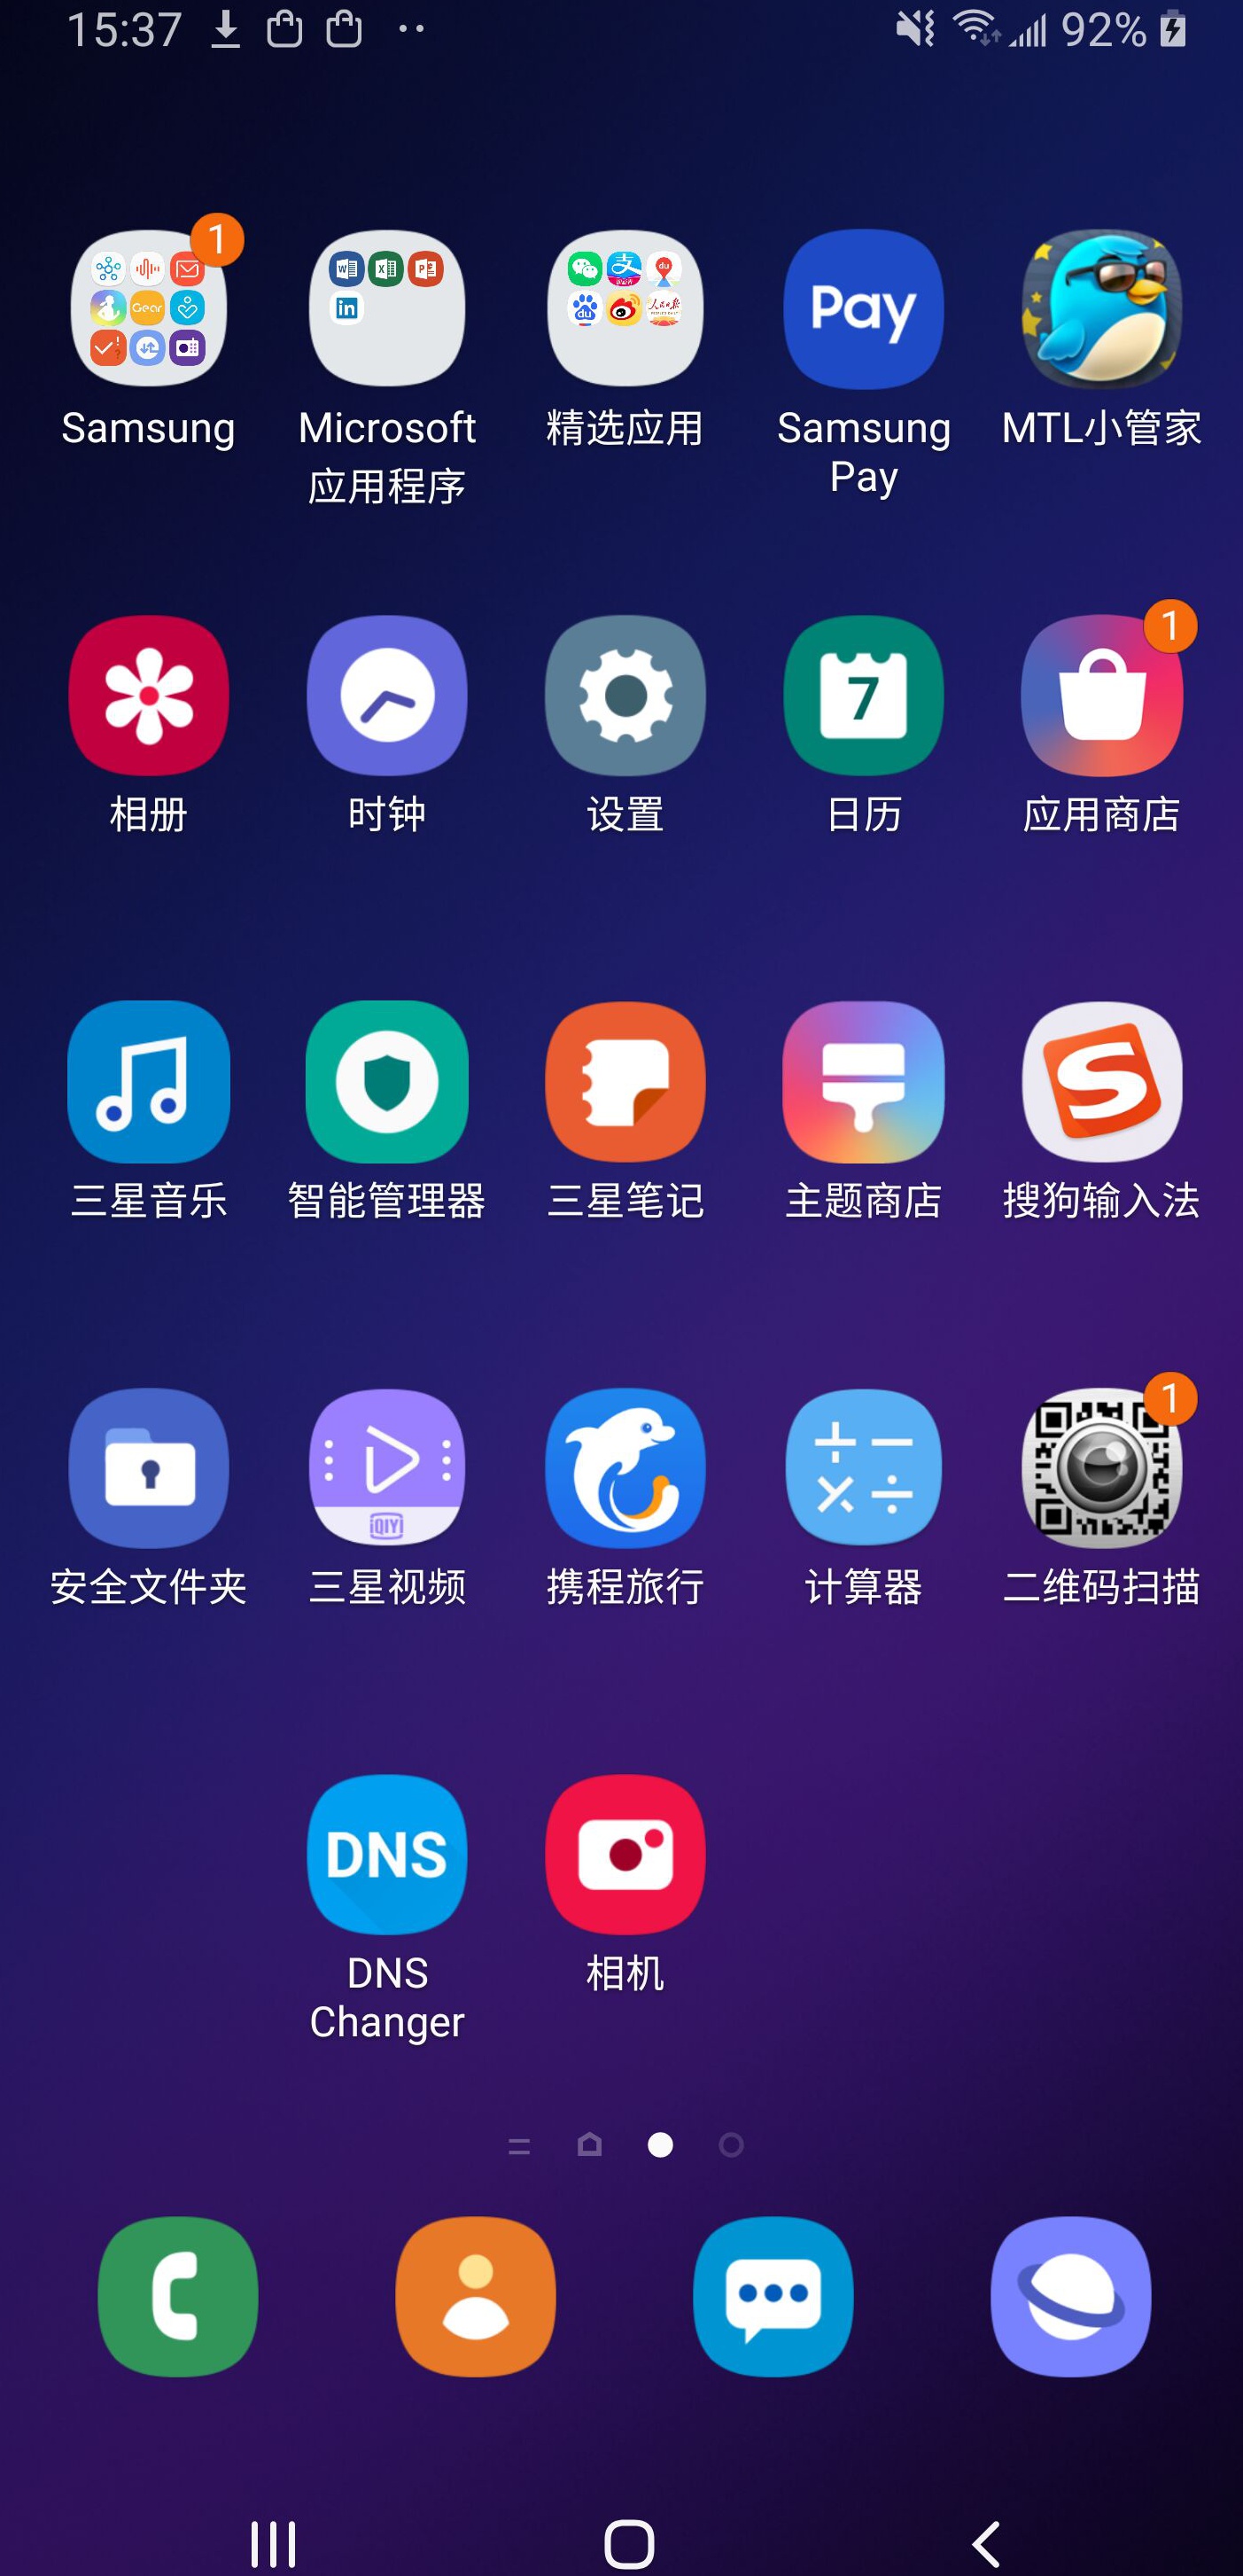 15:37 92%
1
Samsung
Microsoft
应用程序
精选应用
Pay
Samsung
Pay
MTL小管家
相册
时钟
设置
7
日历
1
应用商店
三星音乐
智能管理器
三星笔记
主题商店
S
搜狗输入法
安全文件夹
iQIYI
三星视频
携程旅行
计算器
1
二维码扫描
DNS
DNS
Changer
相机